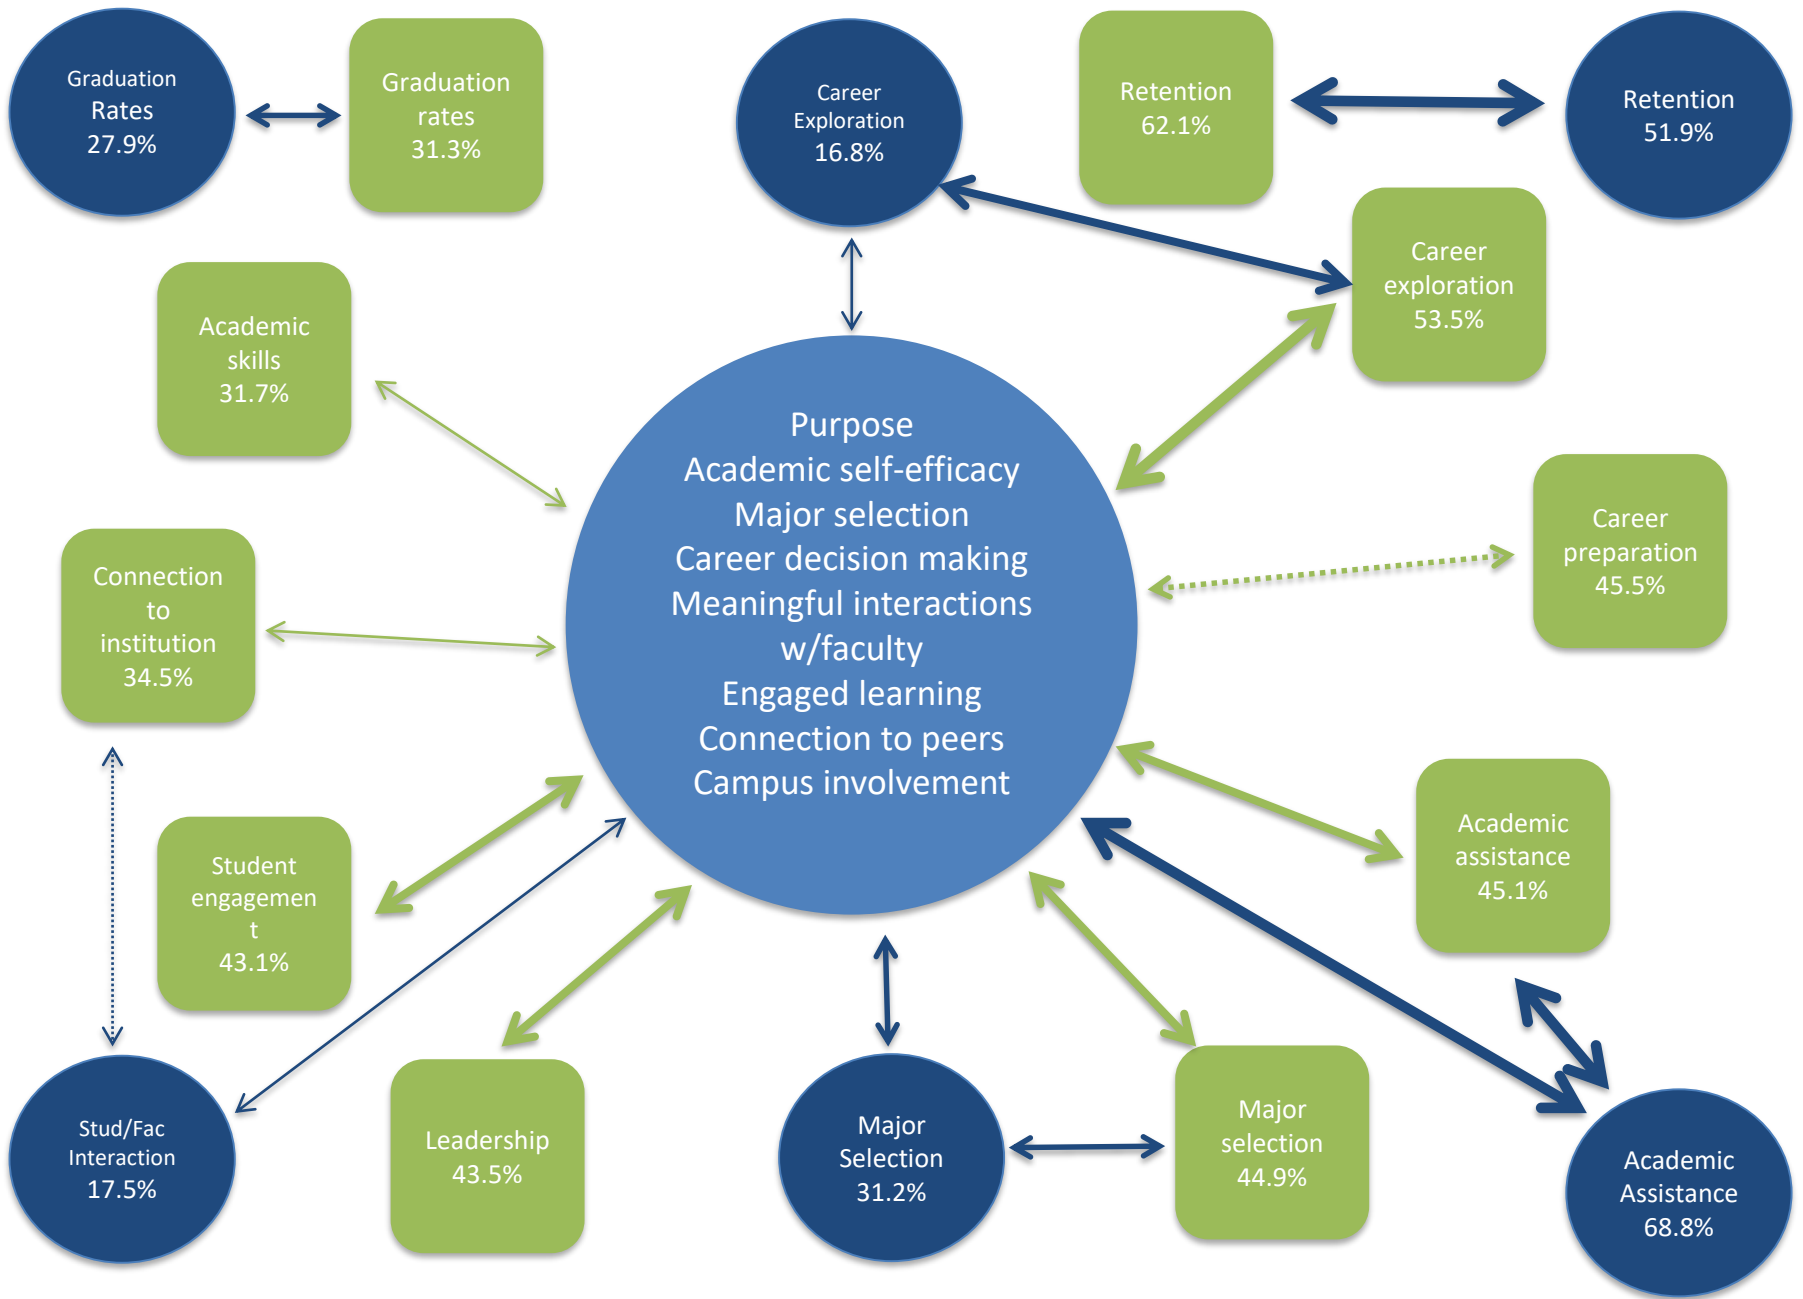 Graduation
Rates
27.9%
Graduation
rates
31.3%
Career
Exploration
16.8%
Retention
62.1%
Retention
51.9%
Career
exploration
53.5%
Academic
skills
31.7%
Purpose
Academic self-efficacy
Major selection
Career decision making
Meaningful interactions
w/faculty
Engaged learning
Connection to peers
Campus involvement
Career
preparation
45.5%
Connection
to
institution
34.5%
Student
engagemen
t
43.1%
Academic
assistance
45.1%
Stud/Fac
Interaction
17.5%
Leadership
43.5%
Major
Selection
31.2%
Major
selection
44.9%
Academic
Assistance
68.8%